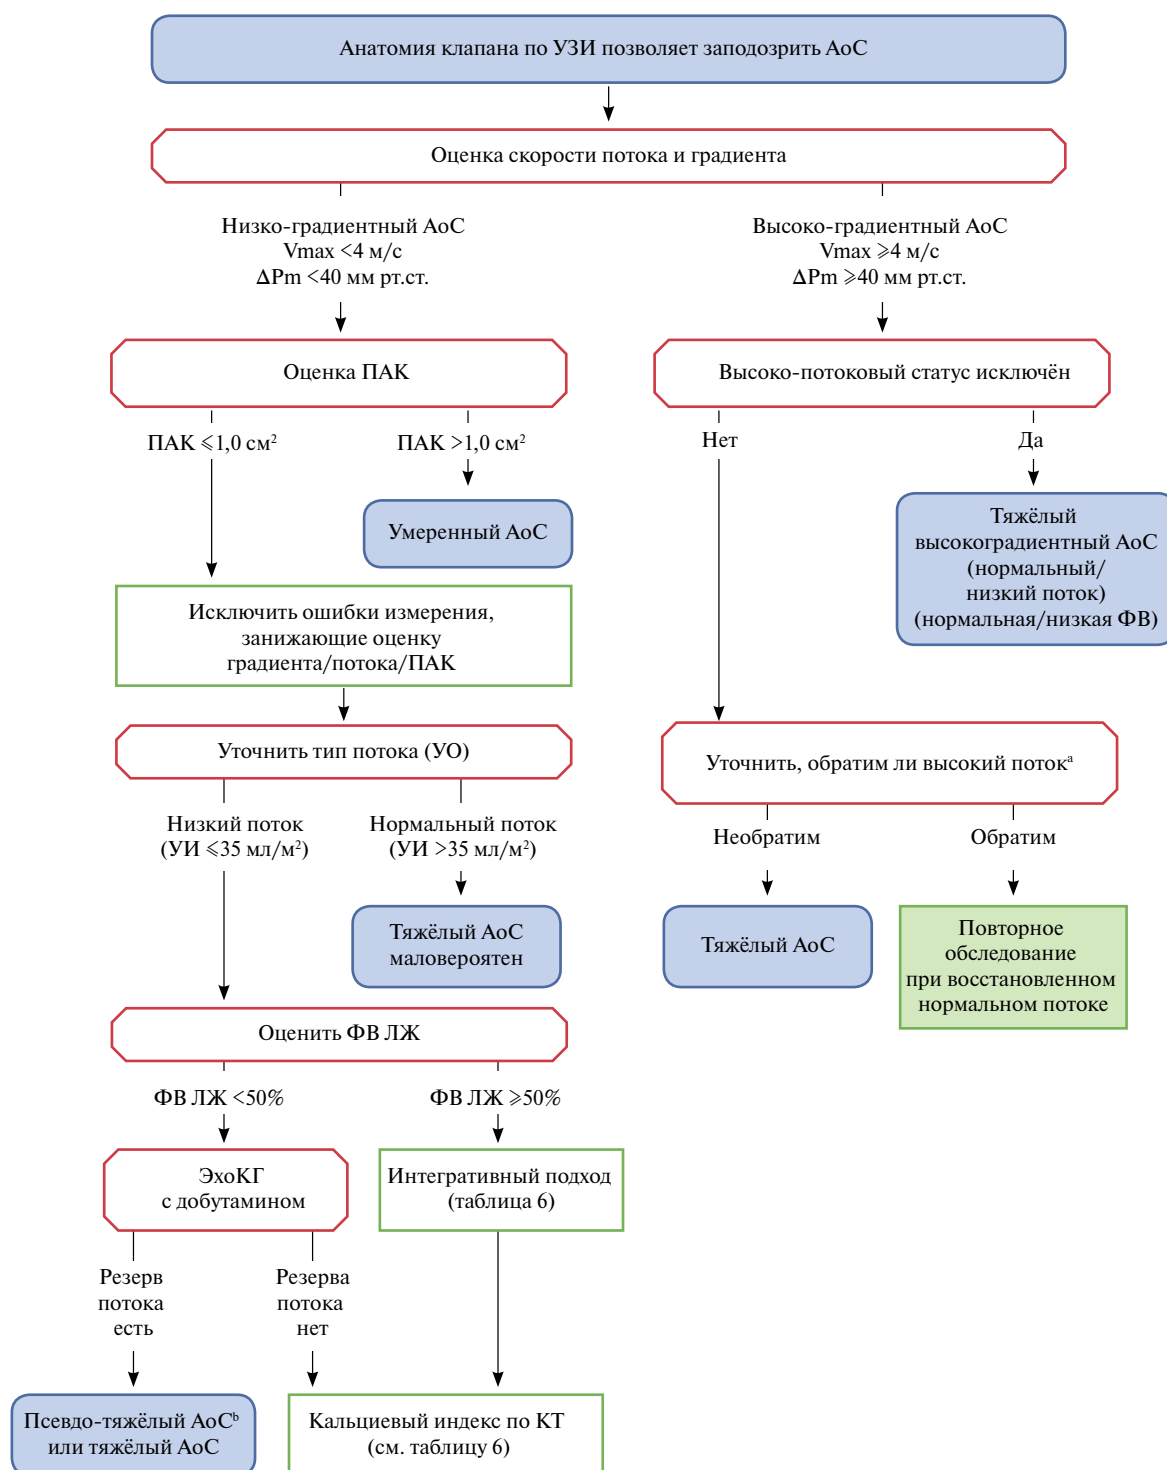 Анатомия клапана по УЗИ позволяет заподозрить АоС
Оценка скорости потока и градиента
Низко-градиентный АоС
Vmax <4 м/с
ΔPm <40 мм рт.ст.
Высоко-градиентный АоС
Vmax ⩾4 м/с
ΔPm ⩾40 мм рт.ст.
Оценка ПАК
Высоко-потоковый статус исключён
ПАК ⩽1,0 см²
ПАК >1,0 см²
Нет
Да
Умеренный АоС
Тяжёлый
высокоградиентный АоС
(нормальный/
низкий поток)
(нормальная/низкая ФВ)
Исключить ошибки измерения,
занижающие оценку
градиента/потока/ПАК
Уточнить тип потока (УО)
Уточнить, обратим ли высокий потокᵃ
Низкий поток
(УИ ⩽35 мл/м²)
Нормальный поток
(УИ >35 мл/м²)
Необратим
Обратим
Тяжёлый АоС
маловероятен
Тяжёлый АоС
Повторное
обследование
при восстановленном
нормальном потоке
Оценить ФВ ЛЖ
ФВ ЛЖ <50%
ФВ ЛЖ ⩾50%
ЭхоКГ
с добутамином
Интегративный подход
(таблица 6)
Резерв
потока
есть
Резерва
потока
нет
Псевдо-тяжёлый АоСᵇ
или тяжёлый АоС
Кальциевый индекс по КТ
(см. таблицу 6)